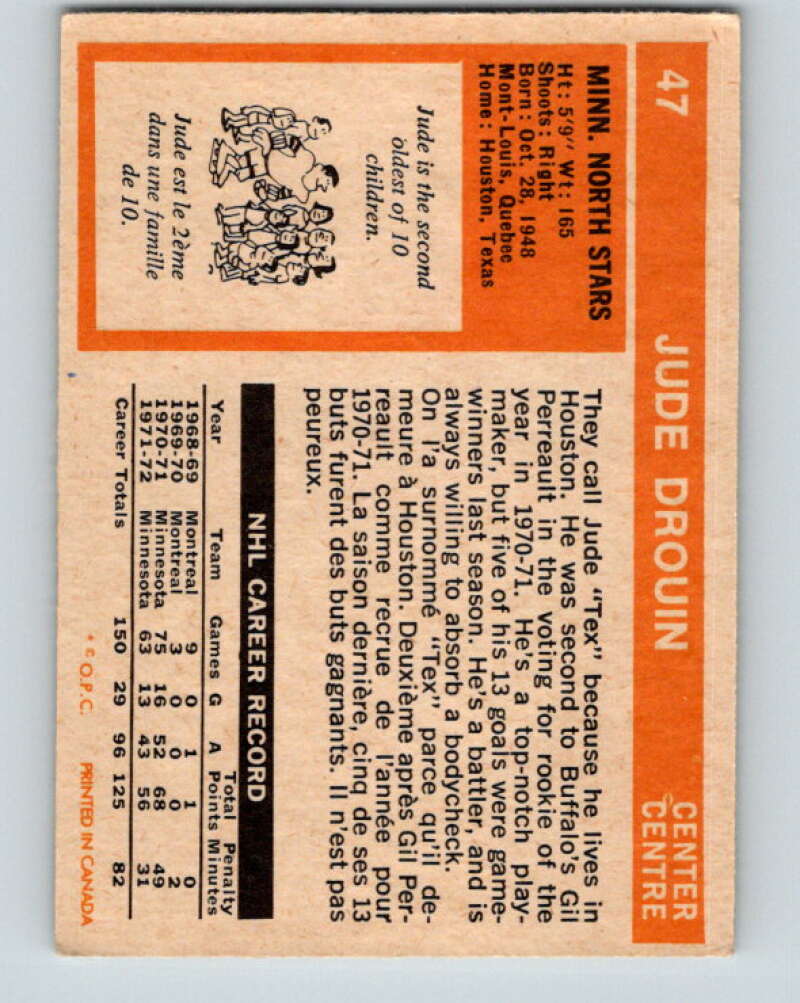 47
JUDE DROUIN
CENTER
CENTRE
MINN. NORTH STARS
Ht: 5'9" Wt: 165
Shoots: Right
Born: Oct. 28, 1948
Mont-Louis, Quebec
Home: Houston, Texas
Jude is the second
oldest of 10
children.
Jude est le 2ème
dans une famille
de 10.
They call Jude "Tex" because he lives in
Houston. He was second to Buffalo's Gil
Perreault in the voting for rookie of the
year in 1970-71. He's a top-notch play-
maker, but five of his 13 goals were game-
winners last season. He's a battler, and is
always willing to absorb a bodycheck.
On l'a surnommé "Tex" parce qu'il de-
meure à Houston. Deuxième après Gil Per-
reault comme recrue de l'année pour
1970-71. La saison dernière, cinq de ses 13
buts furent des buts gagnants. Il n'est pas
peureux.
NHL CAREER RECORD
Total Penalty
Year Team Games G A Points Minutes
1968-69 Montreal 9 0 1 1 0
1969-70 Montreal 3 0 0 0 2
1970-71 Minnesota 75 16 52 68 49
1971-72 Minnesota 63 13 43 56 31
Career Totals 150 29 96 125 82
* © O.P.C. PRINTED IN CANADA